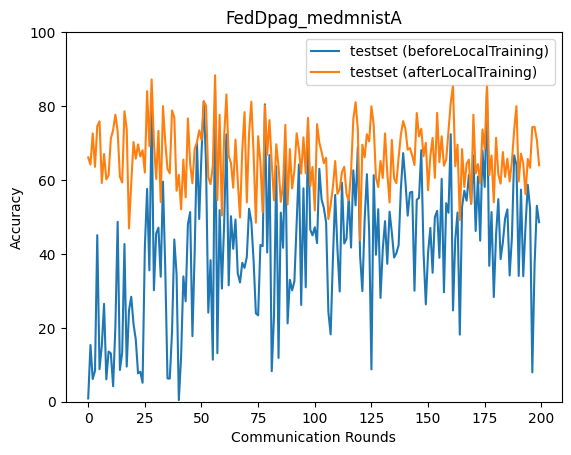 FedDpag_medmnistA
testset (beforeLocalTraining)
testset (afterLocalTraining)
Accuracy
100
80
60
40
20
0
0 25 50 75 100 125 150 175 200
Communication Rounds